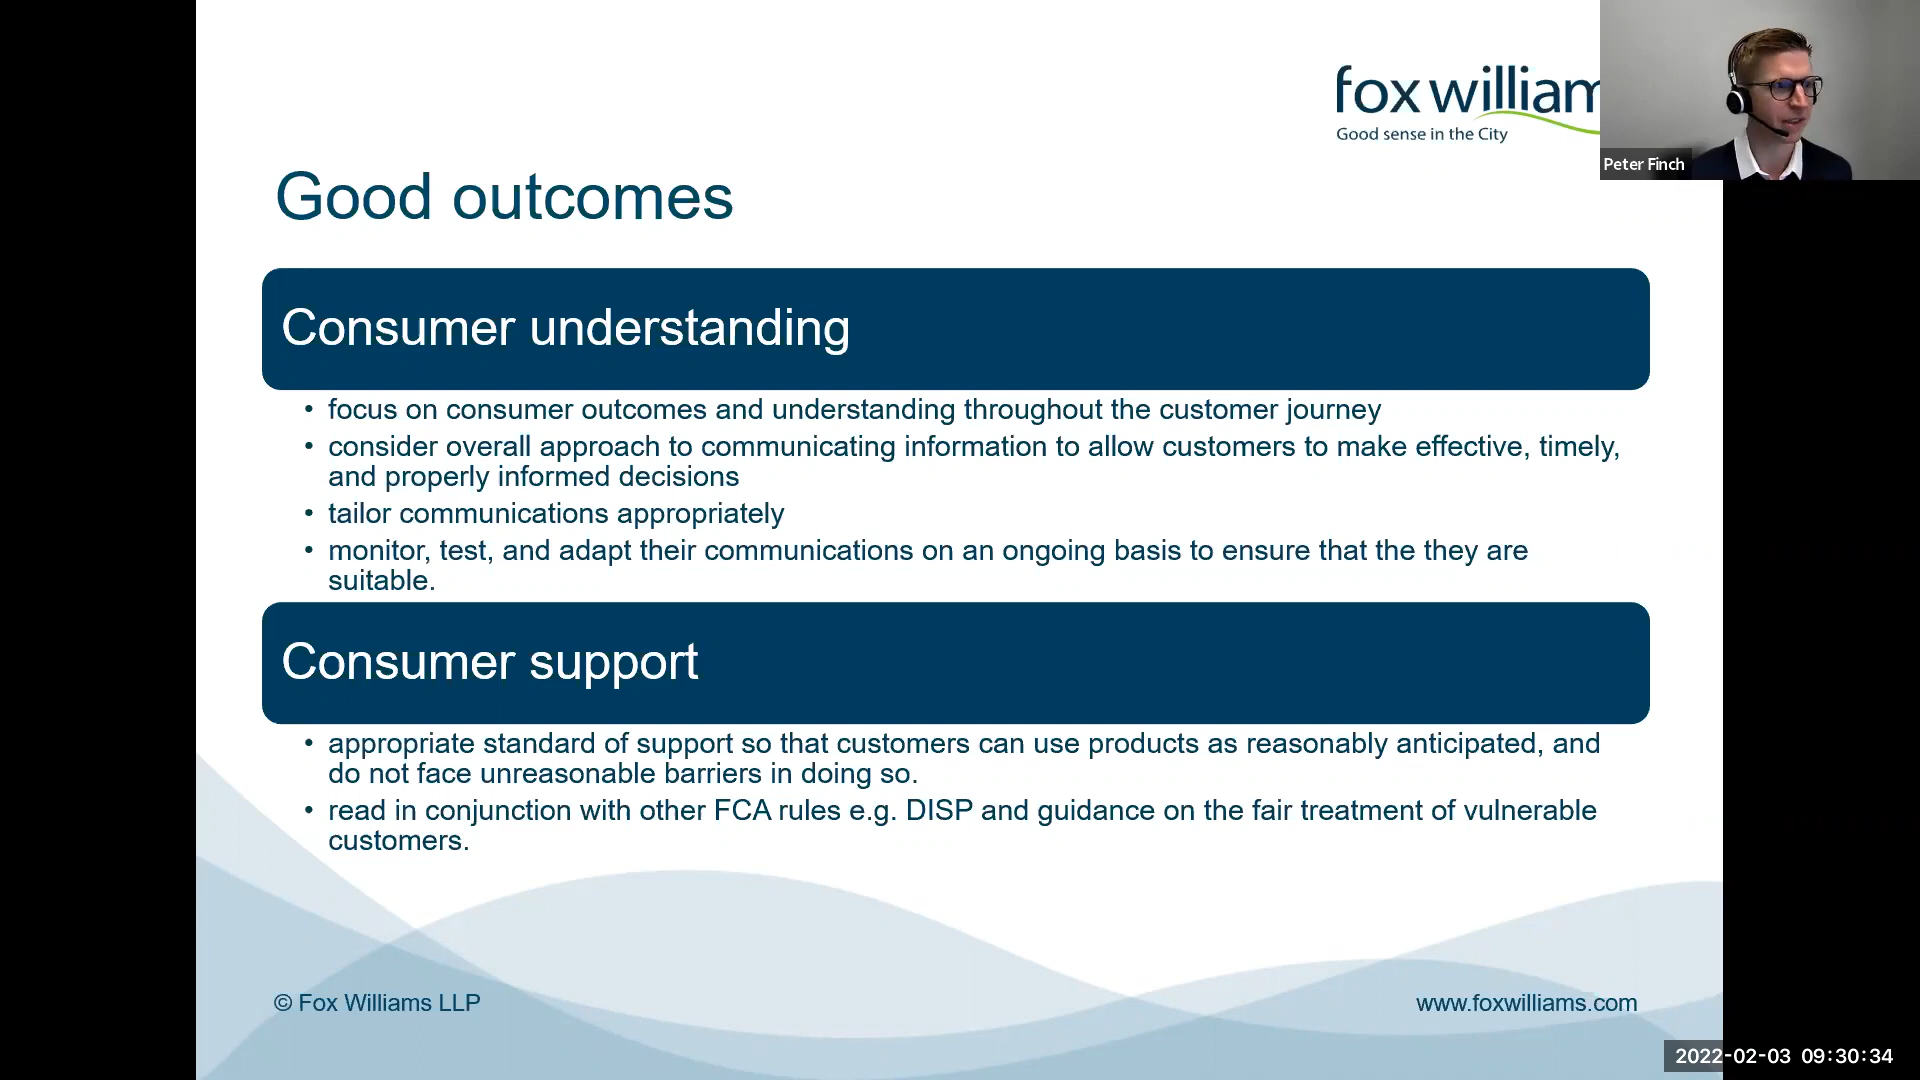 fox william
Good sense in the City
Peter Finch
Good outcomes
Consumer understanding
• focus on consumer outcomes and understanding throughout the customer journey
• consider overall approach to communicating information to allow customers to make effective, timely,
and properly informed decisions
• tailor communications appropriately
• monitor, test, and adapt their communications on an ongoing basis to ensure that the they are
suitable.
Consumer support
• appropriate standard of support so that customers can use products as reasonably anticipated, and
do not face unreasonable barriers in doing so.
• read in conjunction with other FCA rules e.g. DISP and guidance on the fair treatment of vulnerable
customers.
© Fox Williams LLP
www.foxwilliams.com
2022-02-03 09:30:34